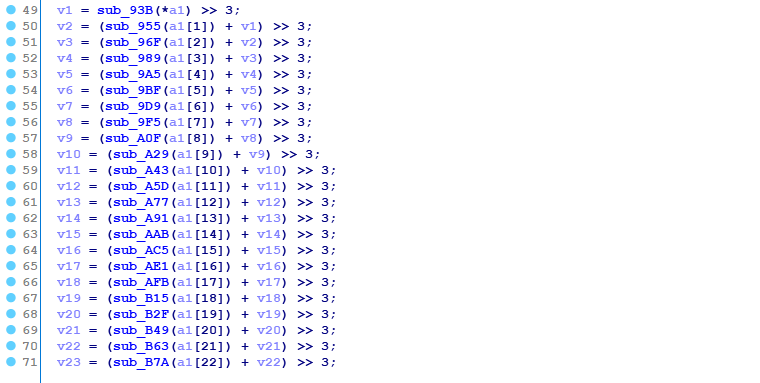 49 v1 = sub_93B(*a1) >> 3;
50 v2 = (sub_955(a1[1]) + v1) >> 3;
51 v3 = (sub_96F(a1[2]) + v2) >> 3;
52 v4 = (sub_989(a1[3]) + v3) >> 3;
53 v5 = (sub_9A5(a1[4]) + v4) >> 3;
54 v6 = (sub_9BF(a1[5]) + v5) >> 3;
55 v7 = (sub_9D9(a1[6]) + v6) >> 3;
56 v8 = (sub_9F5(a1[7]) + v7) >> 3;
57 v9 = (sub_A0F(a1[8]) + v8) >> 3;
58 v10 = (sub_A29(a1[9]) + v9) >> 3;
59 v11 = (sub_A43(a1[10]) + v10) >> 3;
60 v12 = (sub_A5D(a1[11]) + v11) >> 3;
61 v13 = (sub_A77(a1[12]) + v12) >> 3;
62 v14 = (sub_A91(a1[13]) + v13) >> 3;
63 v15 = (sub_AAB(a1[14]) + v14) >> 3;
64 v16 = (sub_AC5(a1[15]) + v15) >> 3;
65 v17 = (sub_AE1(a1[16]) + v16) >> 3;
66 v18 = (sub_AFB(a1[17]) + v17) >> 3;
67 v19 = (sub_B15(a1[18]) + v18) >> 3;
68 v20 = (sub_B2F(a1[19]) + v19) >> 3;
69 v21 = (sub_B49(a1[20]) + v20) >> 3;
70 v22 = (sub_B63(a1[21]) + v21) >> 3;
71 v23 = (sub_B7A(a1[22]) + v22) >> 3;